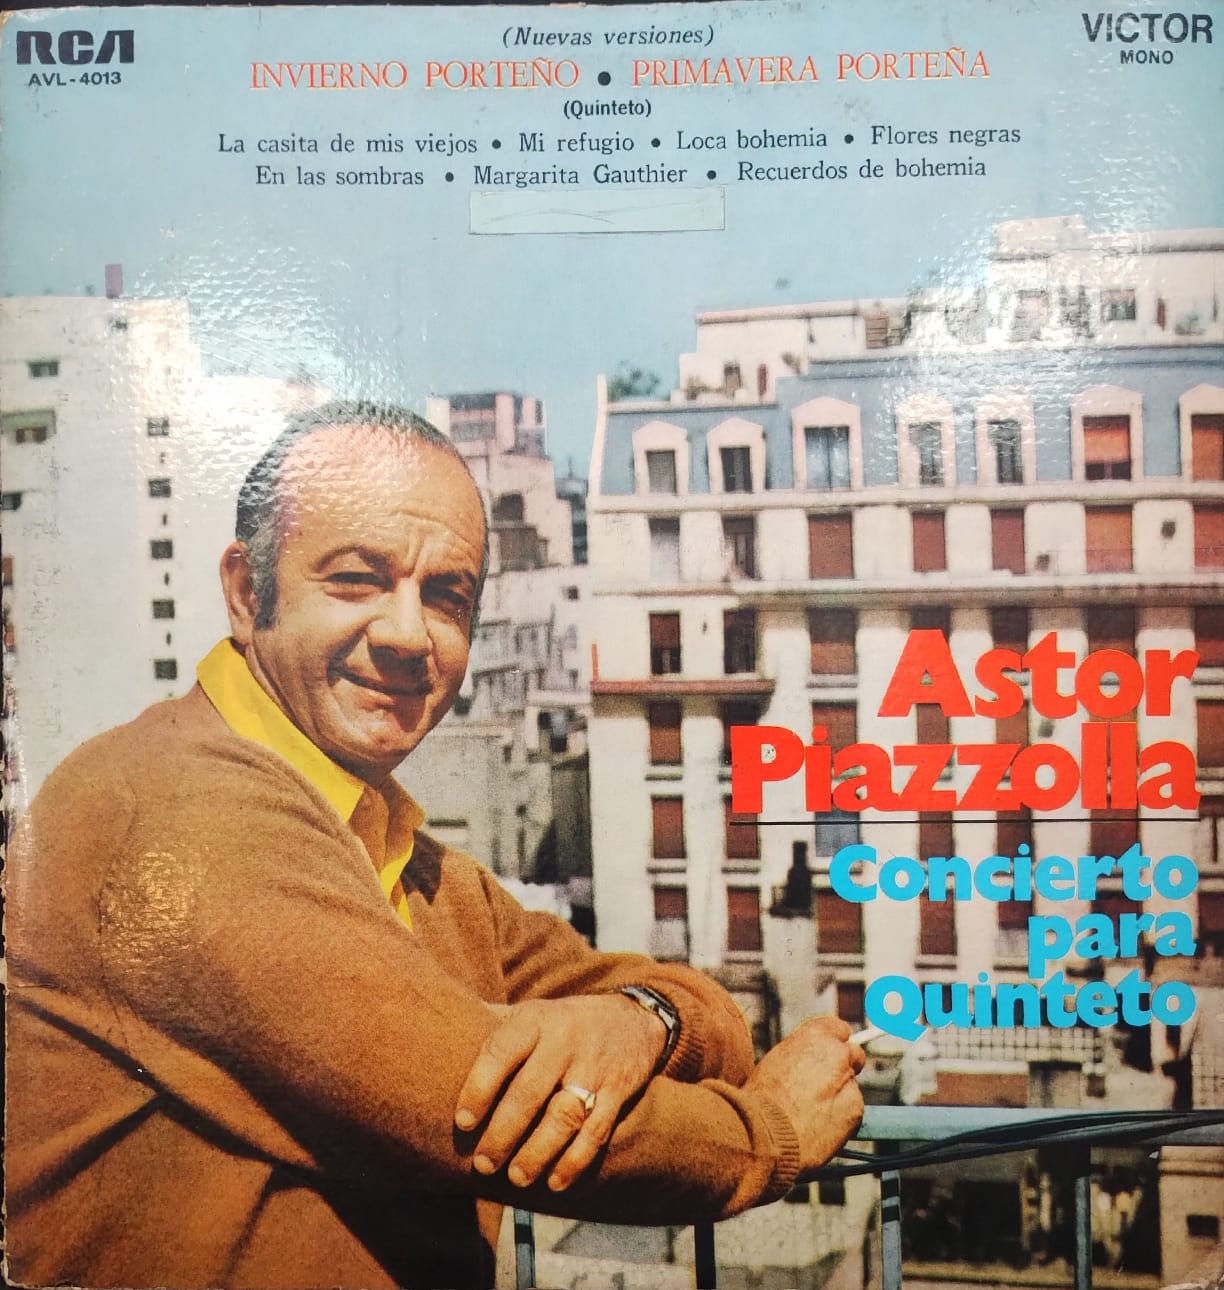 RCA
AVL-4013
VICTOR
MONO
(Nuevas versiones)
INVIERNO PORTEÑO • PRIMAVERA PORTEÑA
(Quinteto)
La casita de mis viejos • Mi refugio • Loca bohemia • Flores negras
En las sombras • Margarita Gauthier • Recuerdos de bohemia
Astor
Piazzolla
Concierto
para
Quinteto